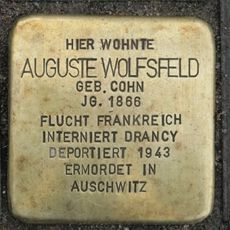 HIER WOHNTE
AUGUSTE WOLFSFELD
GEB. COHN
JG. 1866
FLUCHT FRANKREICH
INTERNIERT DRANCY
DEPORTIERT 1943
ERMORDET IN
AUSCHWITZ